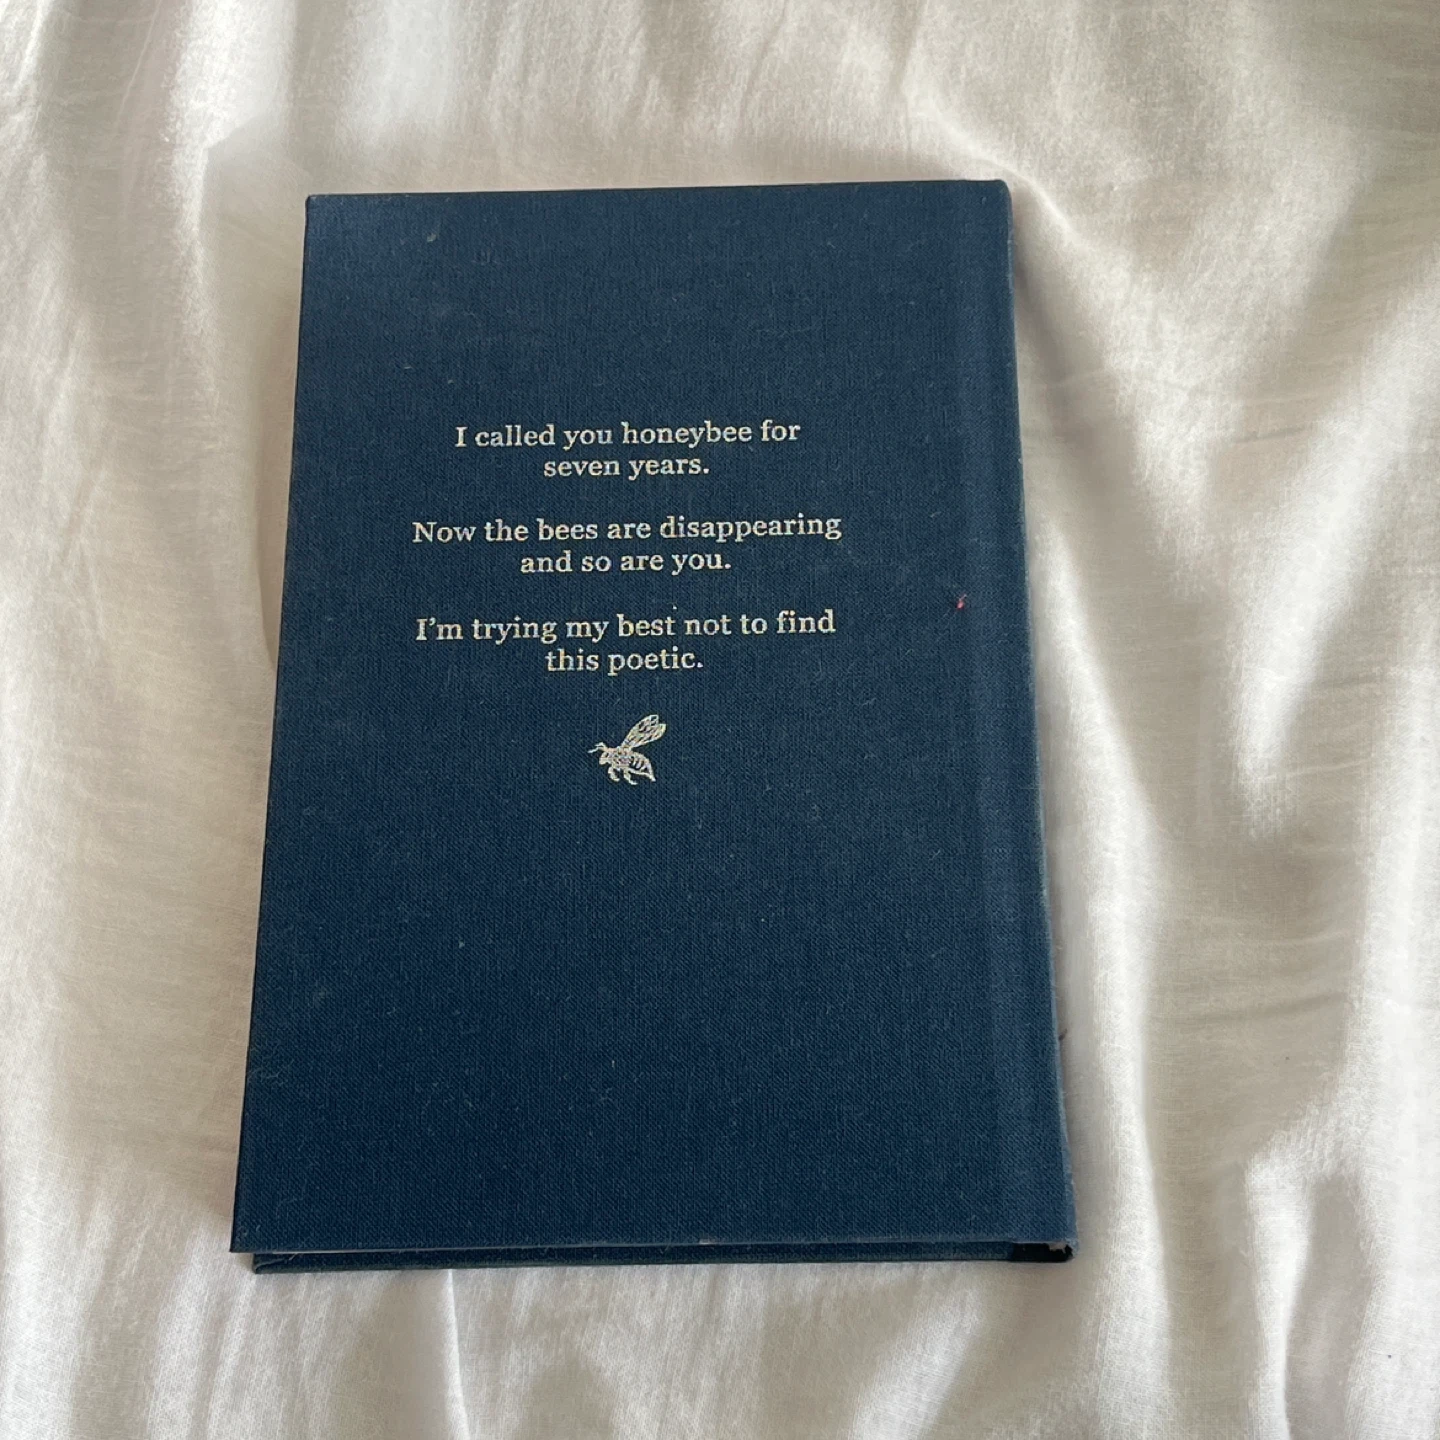 I called you honeybee for
seven years.
Now the bees are disappearing
and so are you.
I'm trying my best not to find
this poetic.